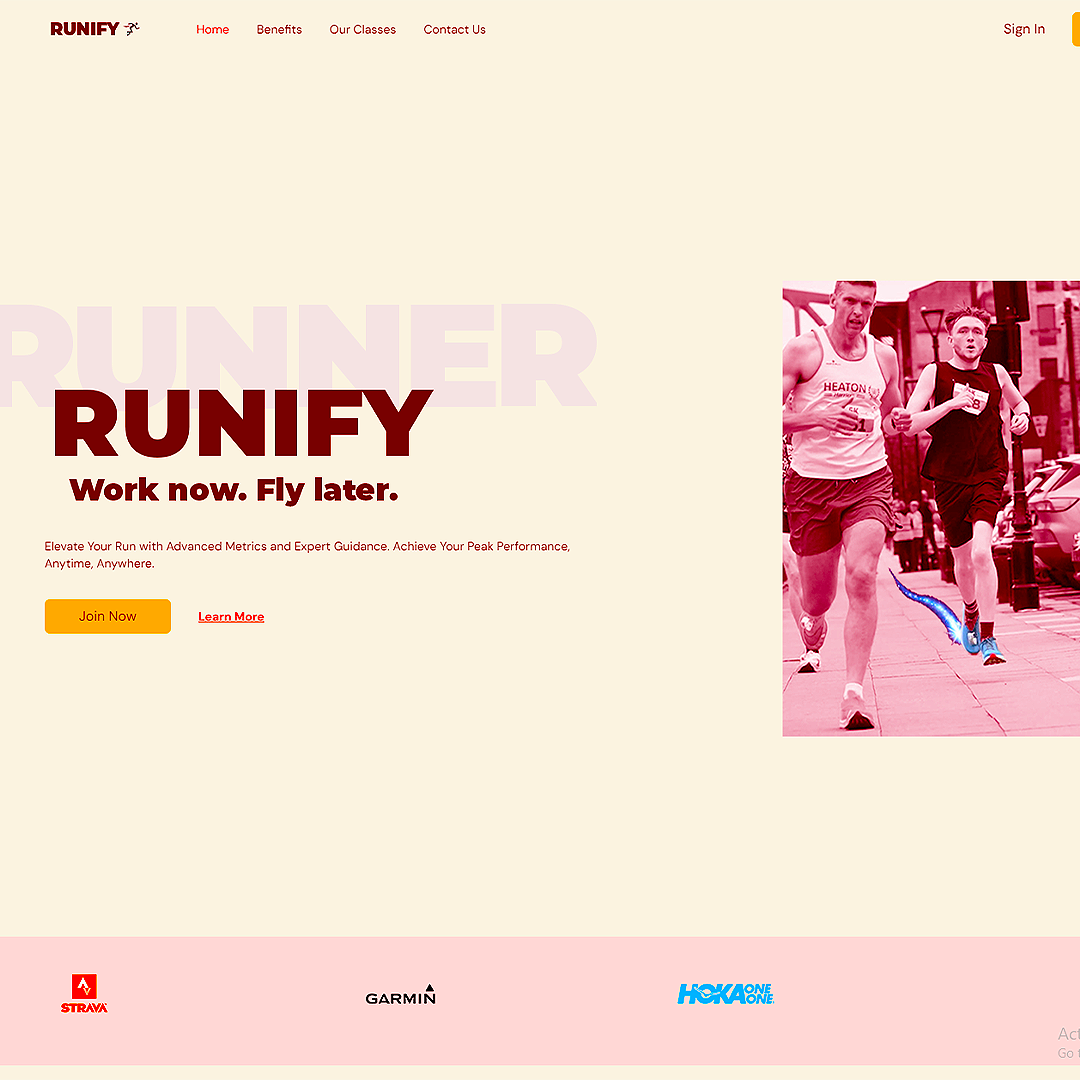 RUNIFY
Home
Benefits
Our Classes
Contact Us
Sign In
RUNNER
RUNIFY
Work now. Fly later.
HEATON
Elevate Your Run with Advanced Metrics and Expert Guidance. Achieve Your Peak Performance,
Anytime, Anywhere.
Join Now
Learn More
STRAVA
GARMIN
HOKA ONE
ONE
Go